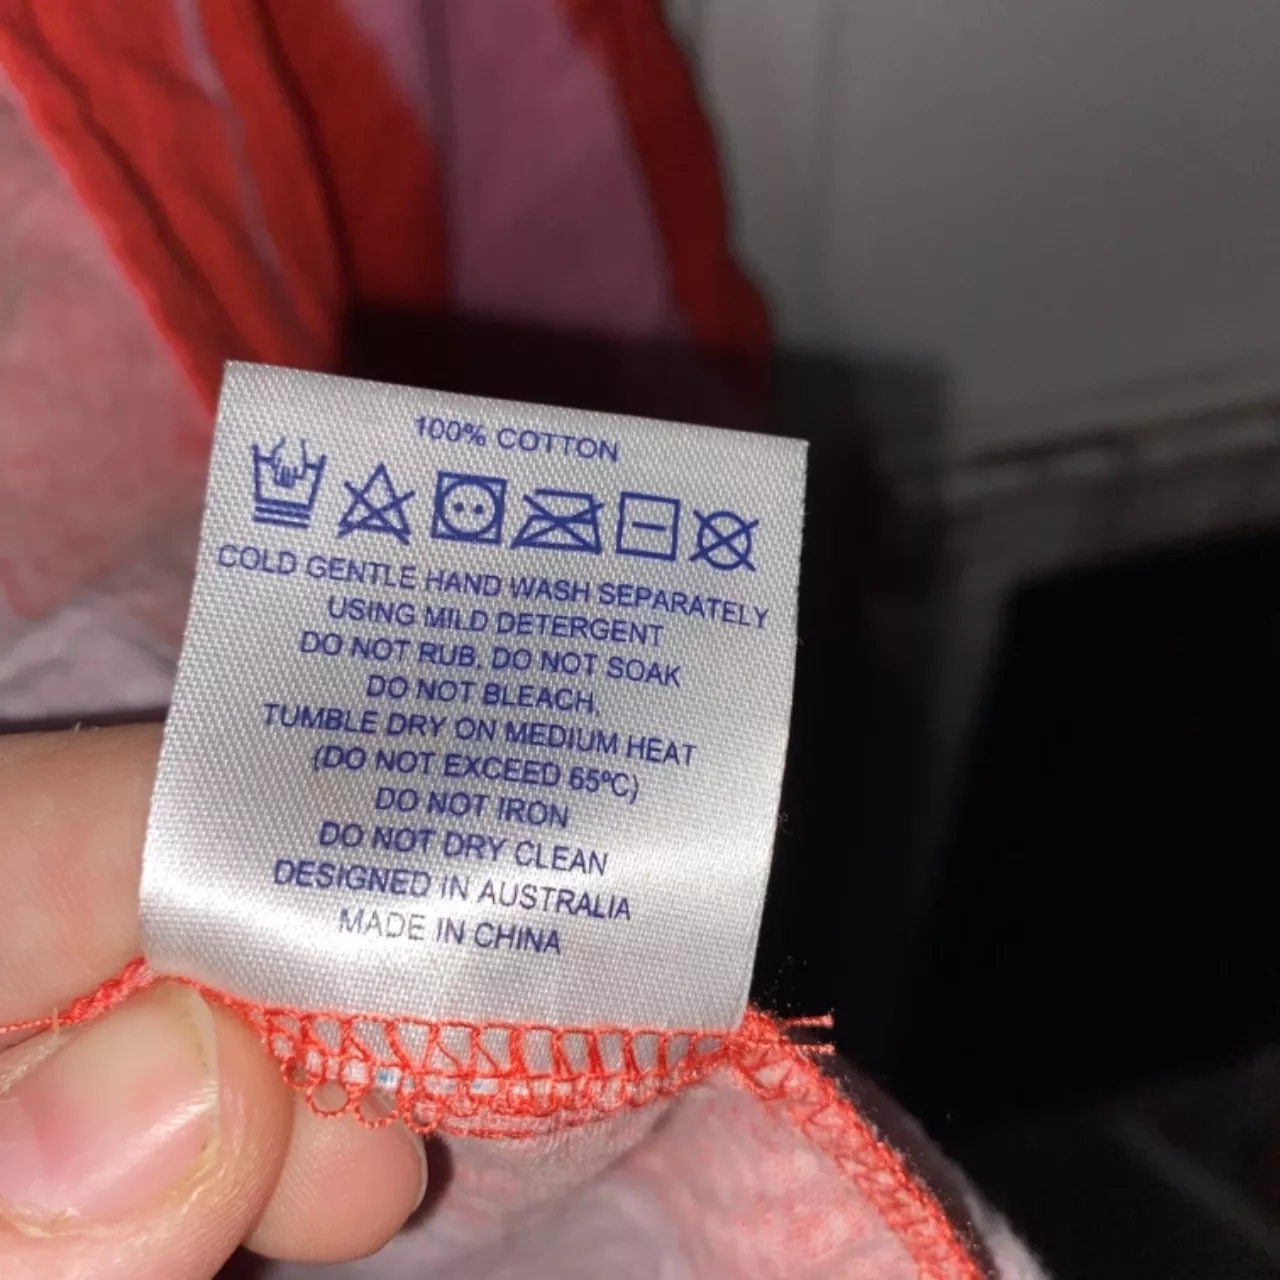 100% COTTON
COLD GENTLE HAND WASH SEPARATELY
USING MILD DETERGENT
DO NOT RUB, DO NOT SOAK
DO NOT BLEACH,
TUMBLE DRY ON MEDIUM HEAT
(DO NOT EXCEED 65ºC)
DO NOT IRON
DO NOT DRY CLEAN
DESIGNED IN AUSTRALIA
MADE IN CHINA